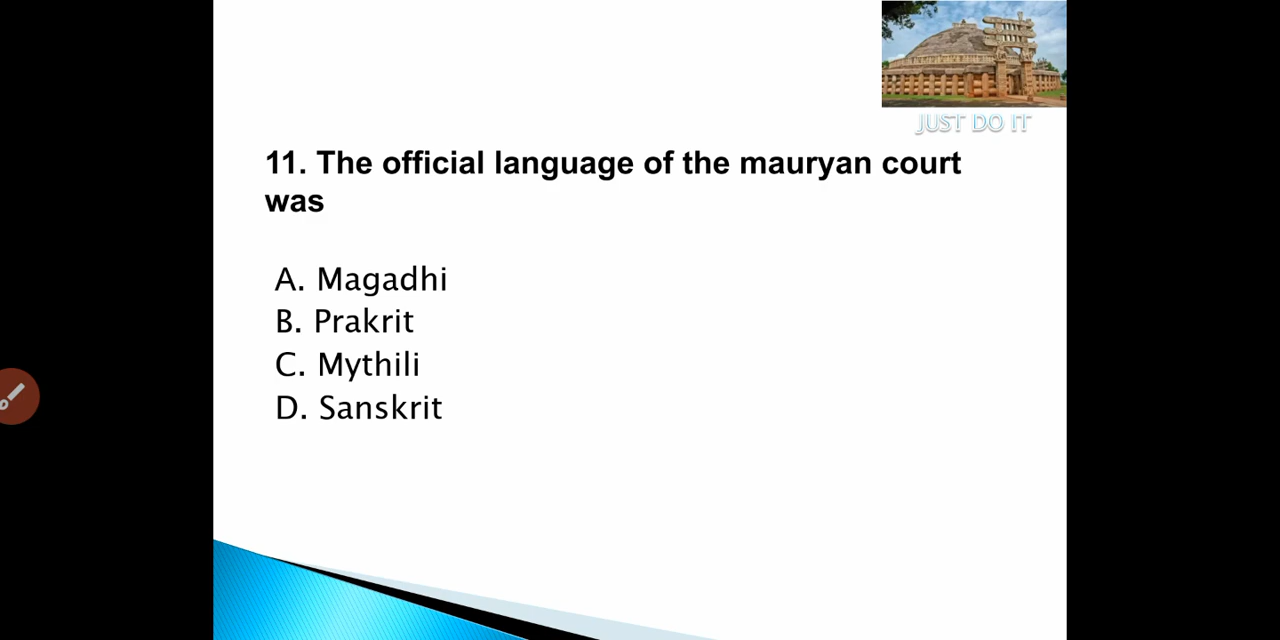 JUST DO IT
11. The official language of the mauryan court
was
A. Magadhi
B. Prakrit
C. Mythili
D. Sanskrit